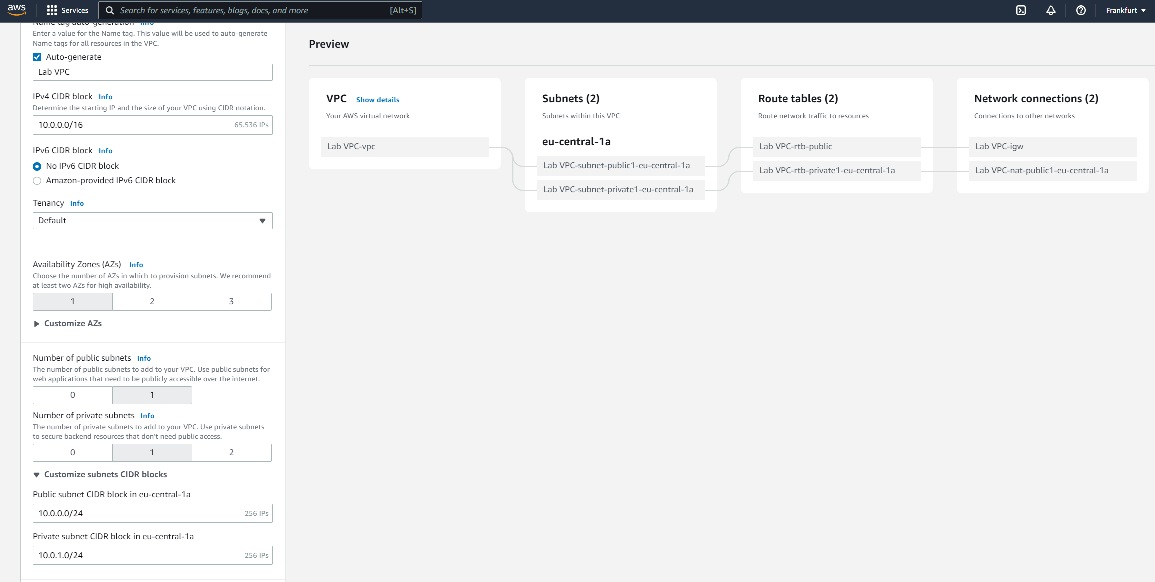 aws
Services
Search for services, features, blogs, docs, and more
[Alt+S]
Frankfurt
Name tag auto-generation Info
Enter a value for the Name tag. This value will be used to auto-generate
Name tags for all resources in the VPC.
Auto-generate
Lab VPC
IPv4 CIDR block Info
Determine the starting IP and the size of your VPC using CIDR notation.
10.0.0.0/16
65,536 IPs
IPv6 CIDR block Info
No IPv6 CIDR block
Amazon-provided IPv6 CIDR block
Tenancy Info
Default
Availability Zones (AZs) Info
Choose the number of AZs in which to provision subnets. We recommend
at least two AZs for high availability.
1 2 3
Customize AZs
Number of public subnets Info
The number of public subnets to add to your VPC. Use public subnets for
web applications that need to be publicly accessible over the internet.
0 1
Number of private subnets Info
The number of private subnets to add to your VPC. Use private subnets
to secure backend resources that don't need public access.
0 1 2
Customize subnets CIDR blocks
Public subnet CIDR block in eu-central-1a
10.0.0.0/24
256 IPs
Private subnet CIDR block in eu-central-1a
10.0.1.0/24
256 IPs
Preview
VPC Show details
Your AWS virtual network
Lab VPC-vpc
Subnets (2)
Subnets within this VPC
eu-central-1a
Lab VPC-subnet-public1-eu-central-1a
Lab VPC-subnet-private1-eu-central-1a
Route tables (2)
Route network traffic to resources
Lab VPC-rtb-public
Lab VPC-rtb-private1-eu-central-1a
Network connections (2)
Connections to other networks
Lab VPC-igw
Lab VPC-nat-public1-eu-central-1a